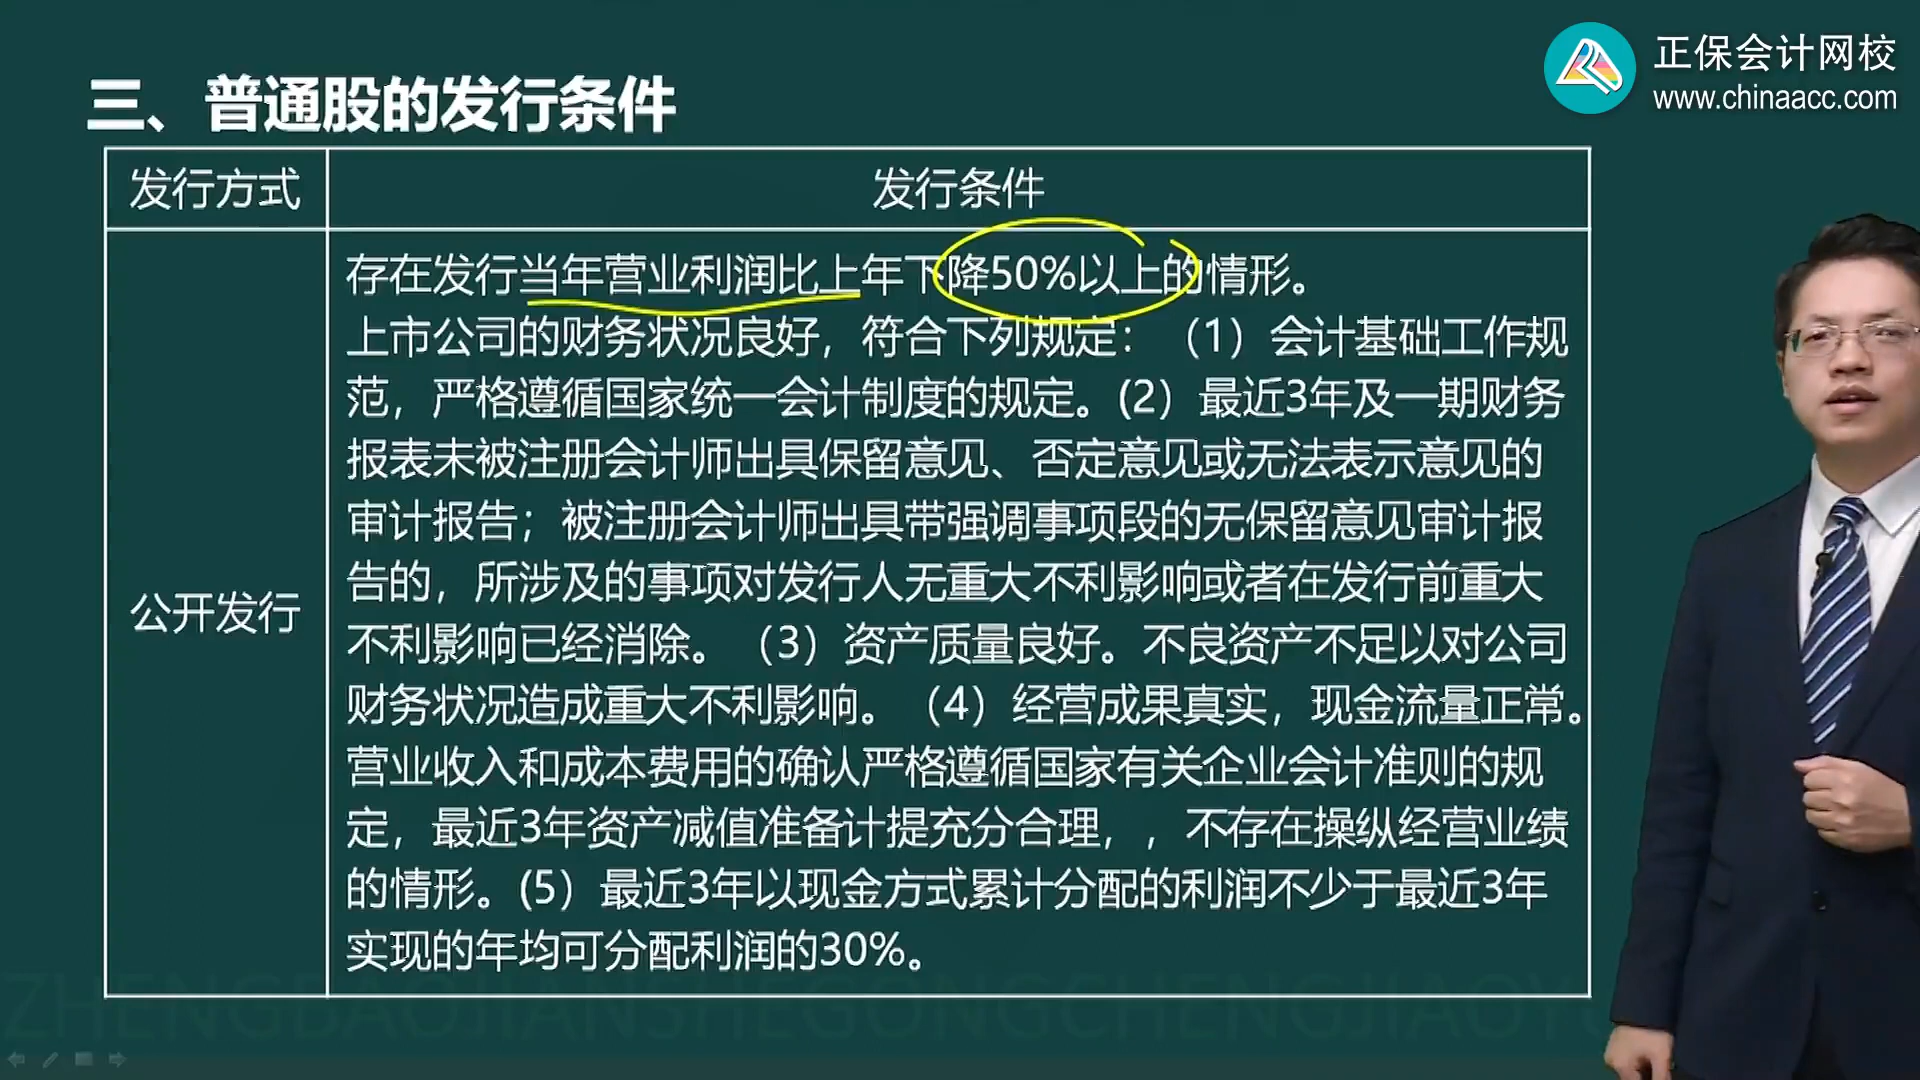 正保会计网校
www.chinaacc.com
三、普通股的发行条件
发行方式
发行条件
公开发行
存在发行当年营业利润比上年下降50%以上的情形。
上市公司的财务状况良好，符合下列规定：（1）会计基础工作规
范，严格遵循国家统一会计制度的规定。(2）最近3年及一期财务
报表未被注册会计师出具保留意见、否定意见或无法表示意见的
审计报告；被注册会计师出具带强调事项段的无保留意见审计报
告的，所涉及的事项对发行人无重大不利影响或者在发行前重大
不利影响已经消除。（3）资产质量良好。不良资产不足以对公司
财务状况造成重大不利影响。（4）经营成果真实，现金流量正常。
营业收入和成本费用的确认严格遵循国家有关企业会计准则的规
定，最近3年资产减值准备计提充分合理，，不存在操纵经营业绩
的情形。(5）最近3年以现金方式累计分配的利润不少于最近3年
实现的年均可分配利润的30%。
ZHENGBAOJIANSHEGONGCHENGJIAOYU